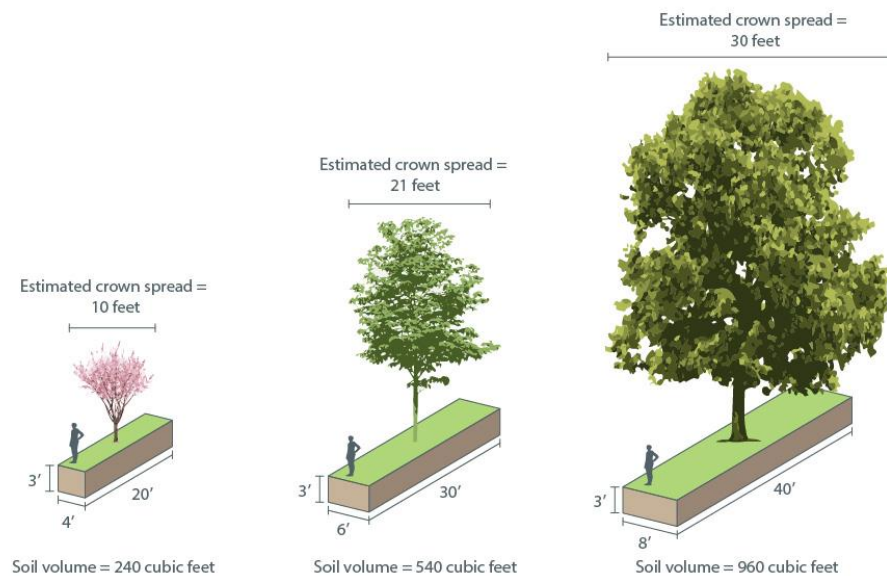 Estimated crown spread =
10 feet
3’
4’
20’
Soil volume = 240 cubic feet
Estimated crown spread =
21 feet
3’
6’
30’
Soil volume = 540 cubic feet
Estimated crown spread =
30 feet
3’
8’
40’
Soil volume = 960 cubic feet